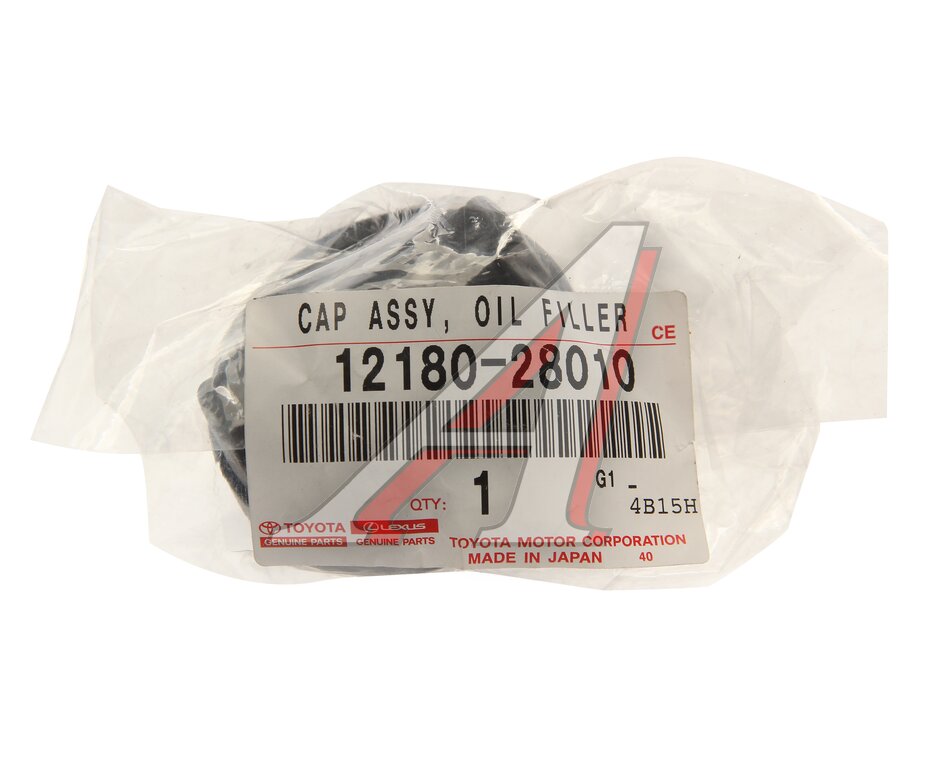 CAP ASSY, OIL FILLER
CE
12180-28010
QTY: 1
G1 -
4B15H
TOYOTA LEXUS
GENUINE PARTS GENUINE PARTS
TOYOTA MOTOR CORPORATION
MADE IN JAPAN 40